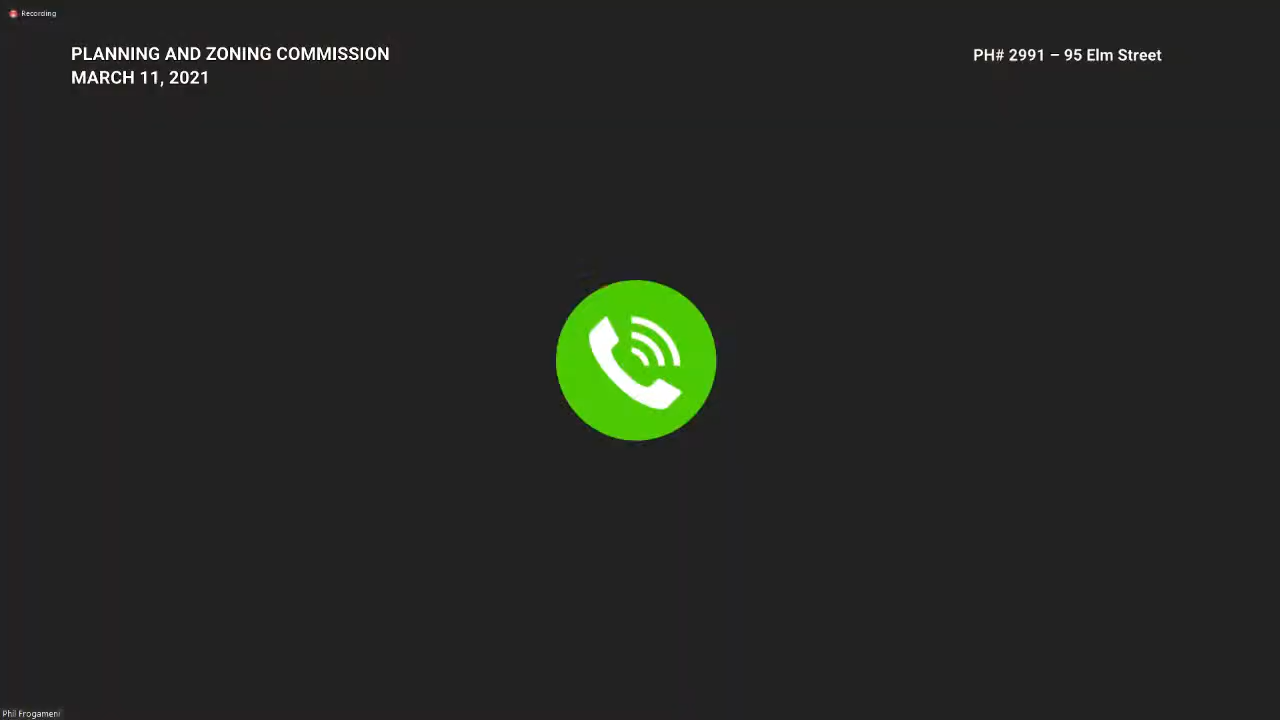 Recording
PLANNING AND ZONING COMMISSION
MARCH 11, 2021
PH# 2991 – 95 Elm Street
Phil Frogameni